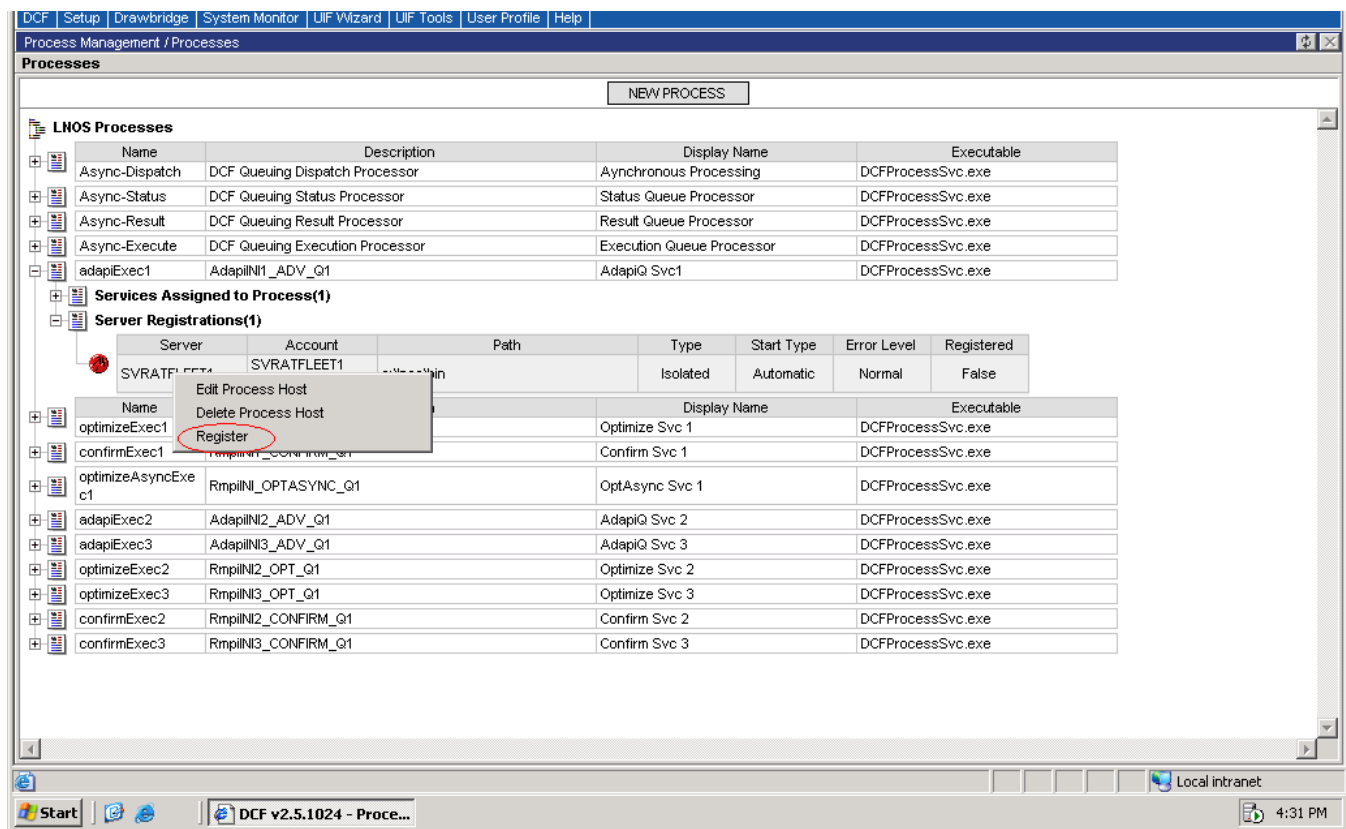 DCF Setup Drawbridge System Monitor UIF Wizard UIF Tools User Profile Help
Process Management / Processes
Processes
NEW PROCESS
LNOS Processes
Name Description Display Name Executable
Async-Dispatch DCF Queuing Dispatch Processor Aynchronous Processing DCFProcessSvc.exe
Async-Status DCF Queuing Status Processor Status Queue Processor DCFProcessSvc.exe
Async-Result DCF Queuing Result Processor Result Queue Processor DCFProcessSvc.exe
Async-Execute DCF Queuing Execution Processor Execution Queue Processor DCFProcessSvc.exe
adapiExec1 AdapiINI1_ADV_Q1 AdapiQ Svc1 DCFProcessSvc.exe
Services Assigned to Process(1)
Server Registrations(1)
Server Account Path Type Start Type Error Level Registered
SVRATFLEET1 SVRATFLEET1 Isolated Automatic Normal False
Edit Process Host
Delete Process Host
Register
Name Display Name Executable
optimizeExec1 Optimize Svc 1 DCFProcessSvc.exe
confirmExec1 RmpiINI1_CONFIRM_Q1 Confirm Svc 1 DCFProcessSvc.exe
optimizeAsyncExe
c1 RmpiINI_OPTASYNC_Q1 OptAsync Svc 1 DCFProcessSvc.exe
adapiExec2 AdapiINI2_ADV_Q1 AdapiQ Svc 2 DCFProcessSvc.exe
adapiExec3 AdapiINI3_ADV_Q1 AdapiQ Svc 3 DCFProcessSvc.exe
optimizeExec2 RmpiINI2_OPT_Q1 Optimize Svc 2 DCFProcessSvc.exe
optimizeExec3 RmpiINI3_OPT_Q1 Optimize Svc 3 DCFProcessSvc.exe
confirmExec2 RmpiINI2_CONFIRM_Q1 Confirm Svc 2 DCFProcessSvc.exe
confirmExec3 RmpiINI3_CONFIRM_Q1 Confirm Svc 3 DCFProcessSvc.exe
Local intranet
Start DCF v2.5.1024 - Proce... 4:31 PM